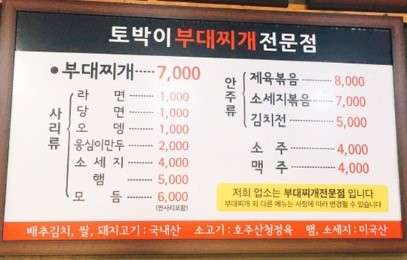 토박이부대찌개전문점
● 부대찌개 ------ 7,000
사리류
라 면 ------------ 1,000
당 면 ------------ 1,000
오 뎅 ------------ 1,000
옹심이만두 -------- 2,000
소 세 지 ---------- 4,000
햄 ------------ 5,000
모 듬 ------------ 6,000
(면사리포함)
안주류
제육볶음 ---------- 8,000
소세지볶음 -------- 7,000
김치전 ------------ 5,000
소 주 ------------ 4,000
맥 주 ------------ 4,000
저희 업소는 부대찌개전문점 입니다
부대찌개 외 다른 메뉴는 사정에 따라 변경될 수 있습니다
배추김치, 쌀, 돼지고기 : 국내산 소고기 : 호주산청정육 햄, 소세지 : 미국산